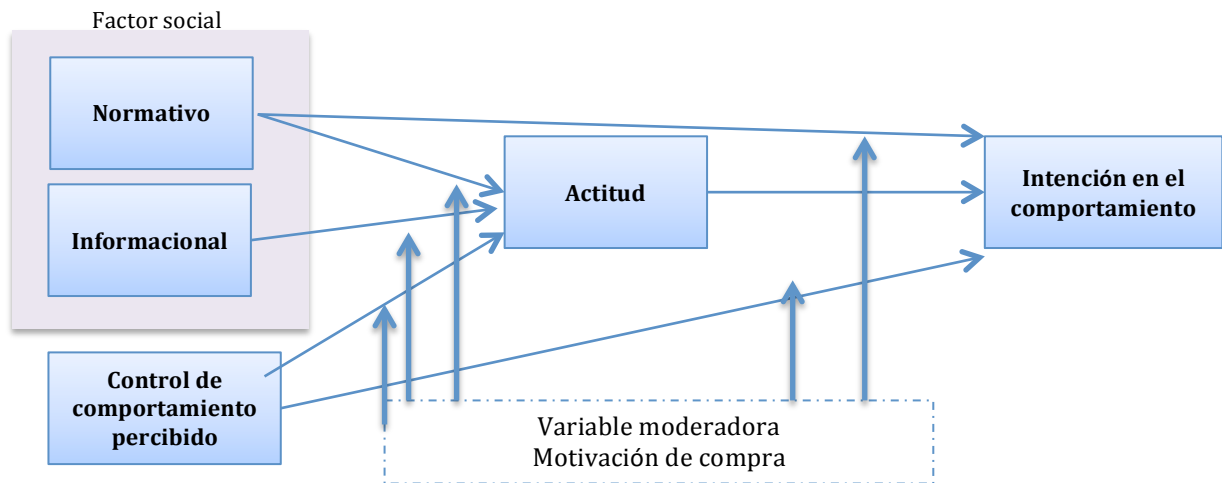 Factor social
Normativo
Informacional
Control de
comportamiento
percibido
Actitud
Intención en el
comportamiento
Variable moderadora
Motivación de compra